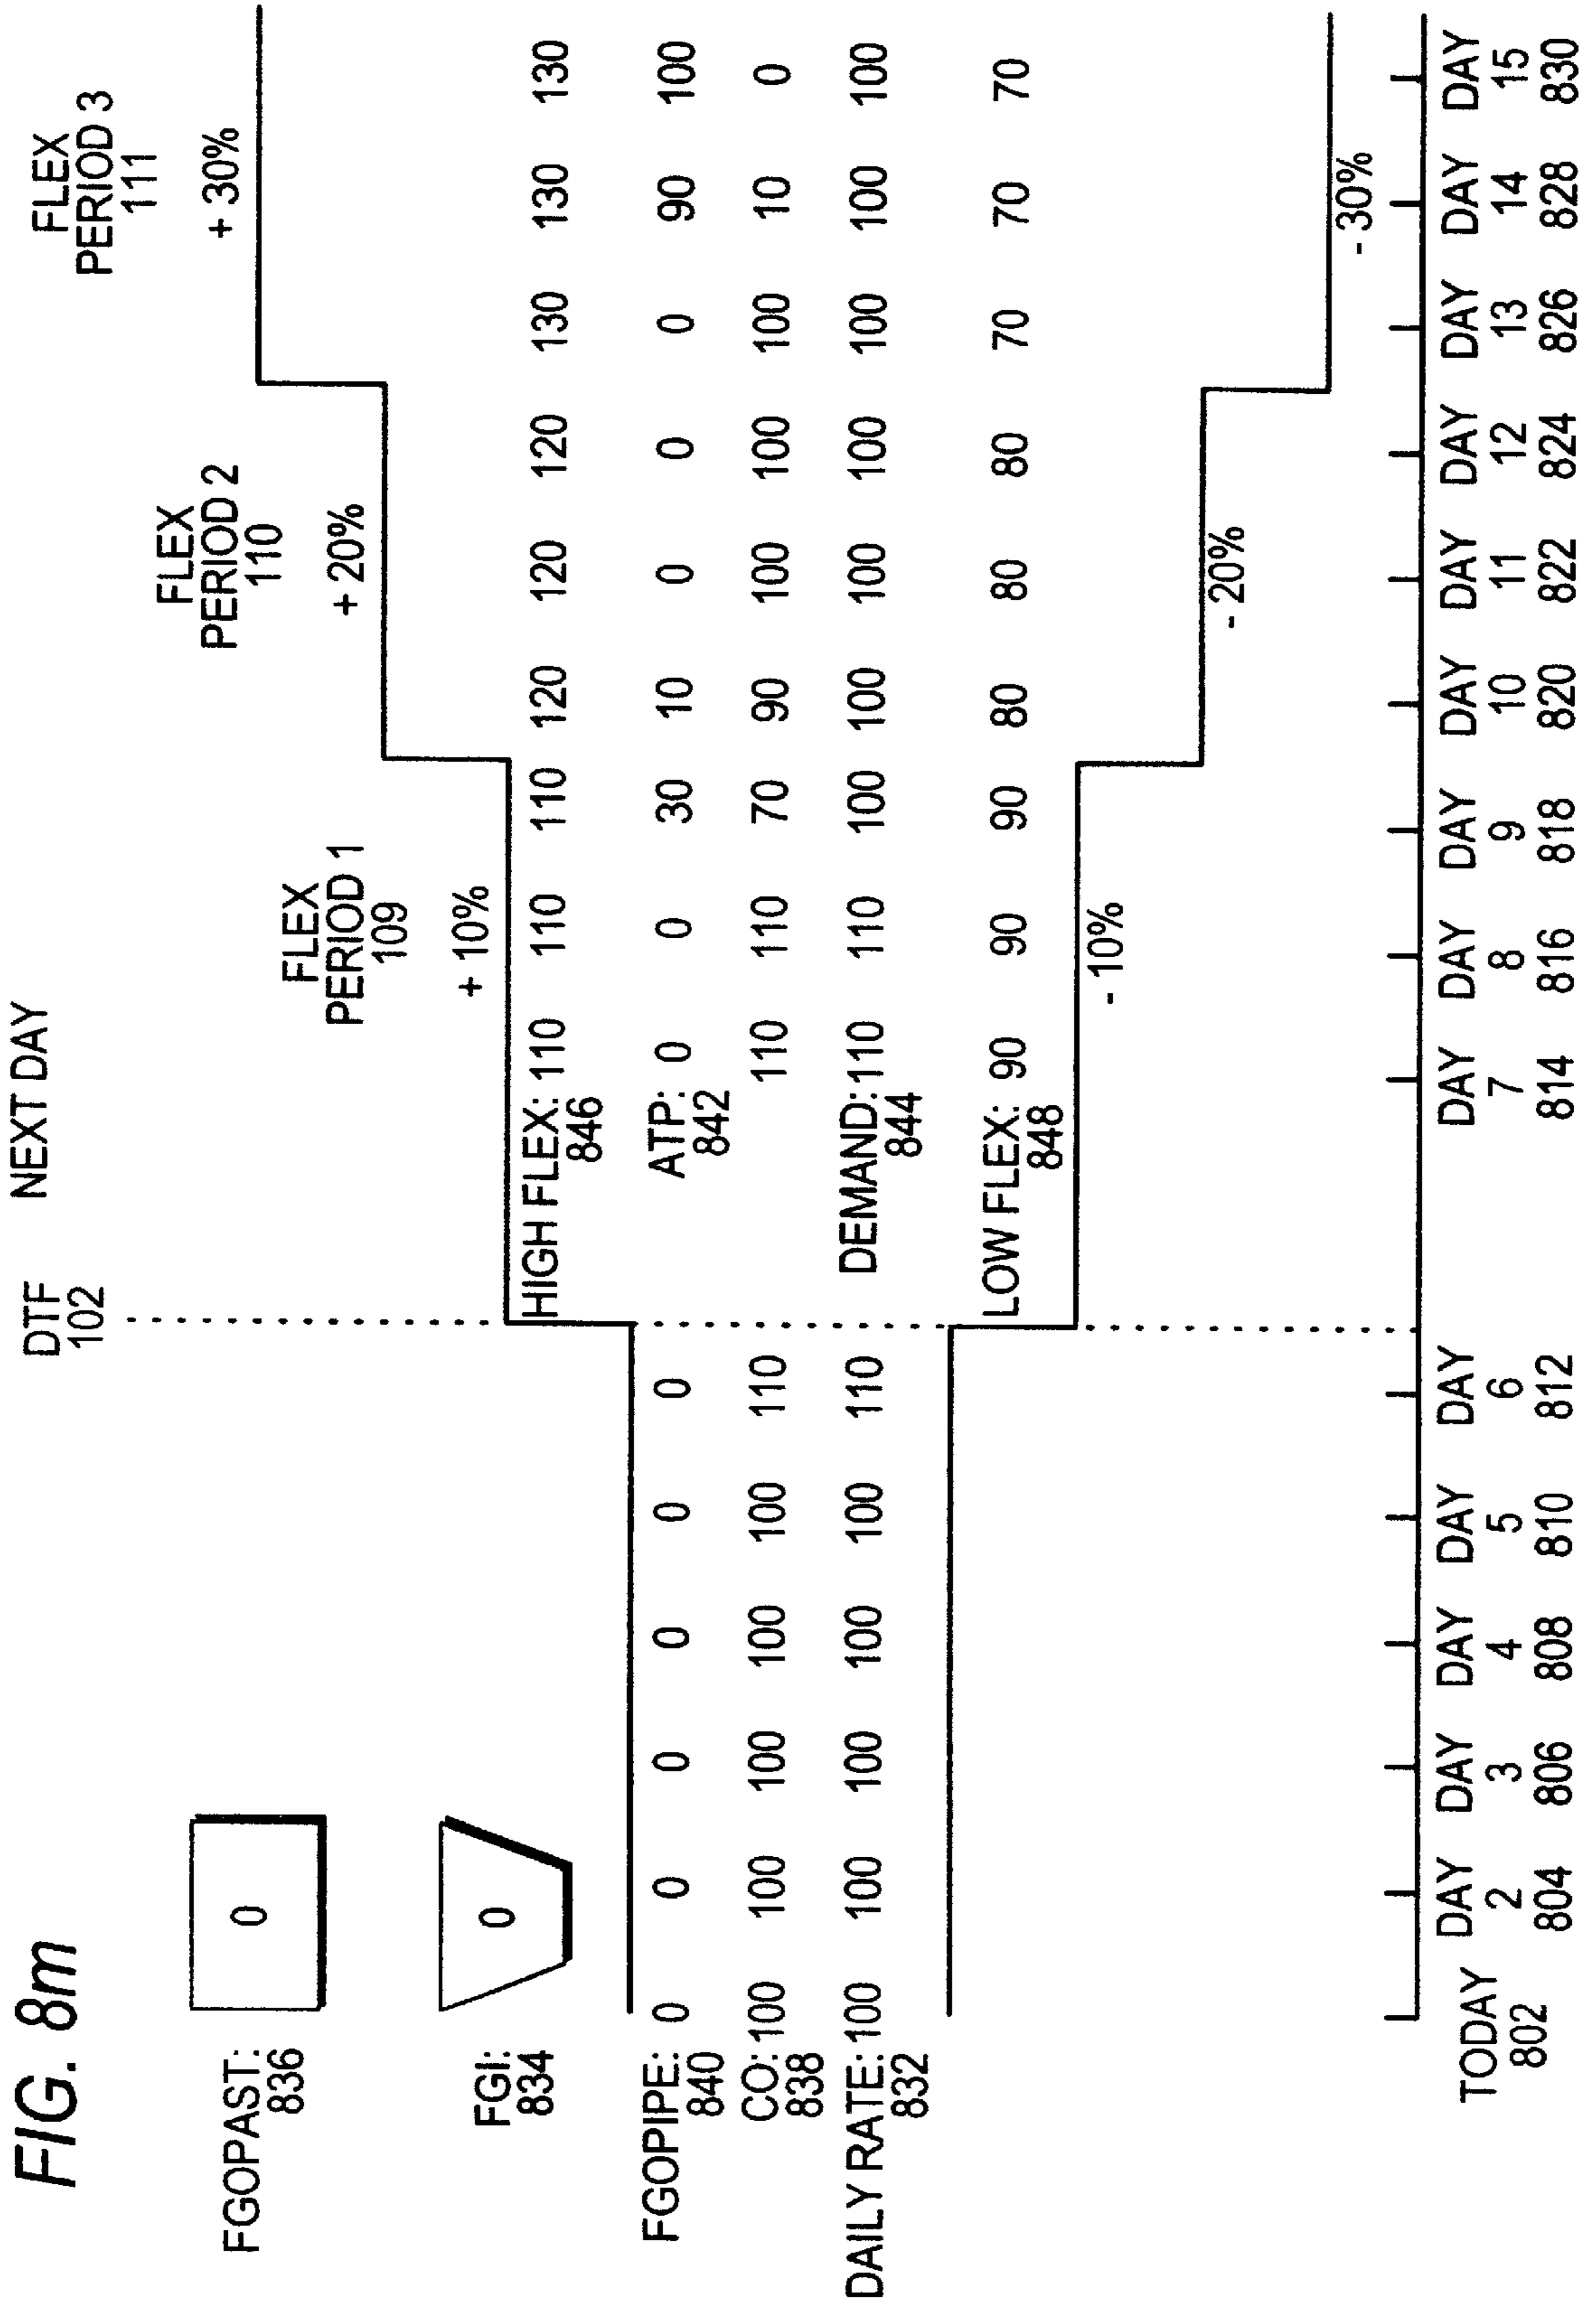 FIG. 8m
DTF
102
NEXT DAY
FLEX
PERIOD 3
111
+ 30%
FLEX
PERIOD 2
110
+ 20%
FLEX
PERIOD 1
109
+ 10%
FGOPAST:
836
0
FGI:
834
0
HIGH FLEX: 110 110 110 120 120 120 130 130 130
846
FGOPIPE: 0 0 0 0 0 0
840
ATP: 0 0 30 10 0 0 0 90 100
842
CO: 100 100 100 100 100 110 110 110 70 90 100 100 100 10 0
838
DAILY RATE: 100 100 100 100 100 110
832
DEMAND: 110 110 100 100 100 100 100 100 100
844
LOW FLEX: 90 90 90 80 80 80 70 70 70
848
- 10%
- 20%
- 30%
TODAY
802
DAY
2
804
DAY
3
806
DAY
4
808
DAY
5
810
DAY
6
812
DAY
7
814
DAY
8
816
DAY
9
818
DAY
10
820
DAY
11
822
DAY
12
824
DAY
13
826
DAY
14
828
DAY
15
830